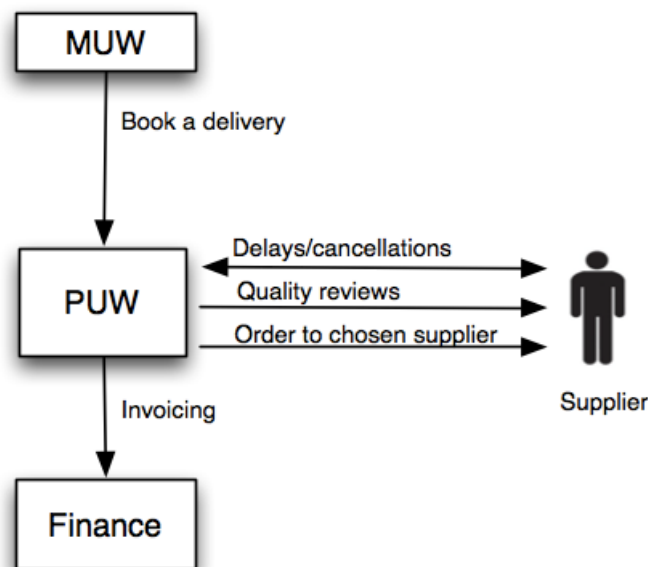 MUW
Book a delivery
PUW
Delays/cancellations
Quality reviews
Order to chosen supplier
Supplier
Invoicing
Finance